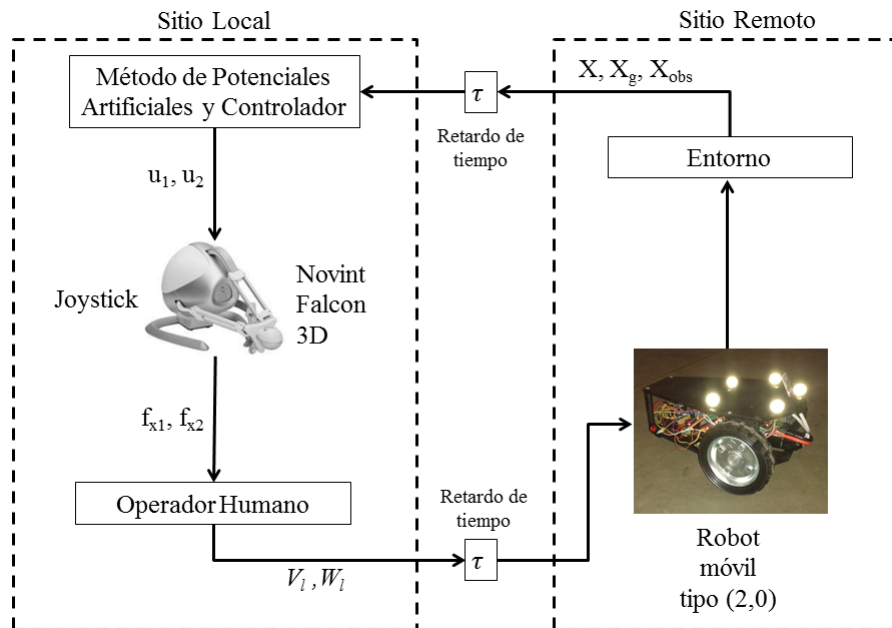 Sitio Local
Sitio Remoto
Método de Potenciales
Artificiales y Controlador
τ
X, Xg, Xobs
Retardo de
tiempo
Entorno
u1, u2
Joystick
Novint
Falcon
3D
fx1, fx2
Operador Humano
Retardo de
tiempo
τ
Vl ,Wl
Robot
móvil
tipo (2,0)